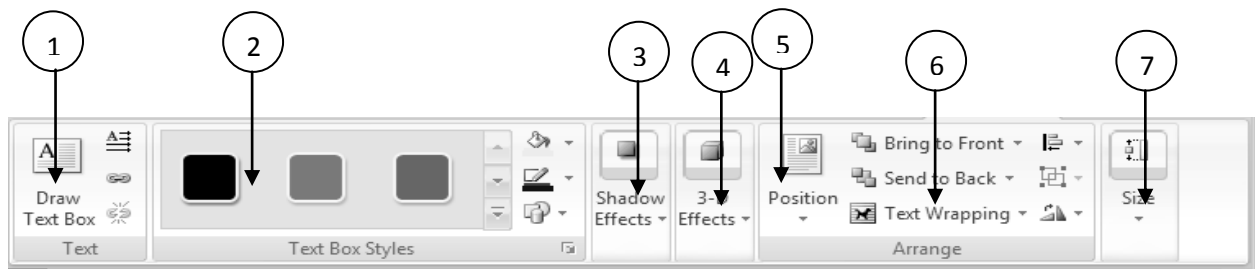 1 2 3 4 5 6 7
A
Draw
Text Box
Text
Text Box Styles
Shadow
Effects
3-D
Effects
Position
Bring to Front
Send to Back
Text Wrapping
Arrange
Size